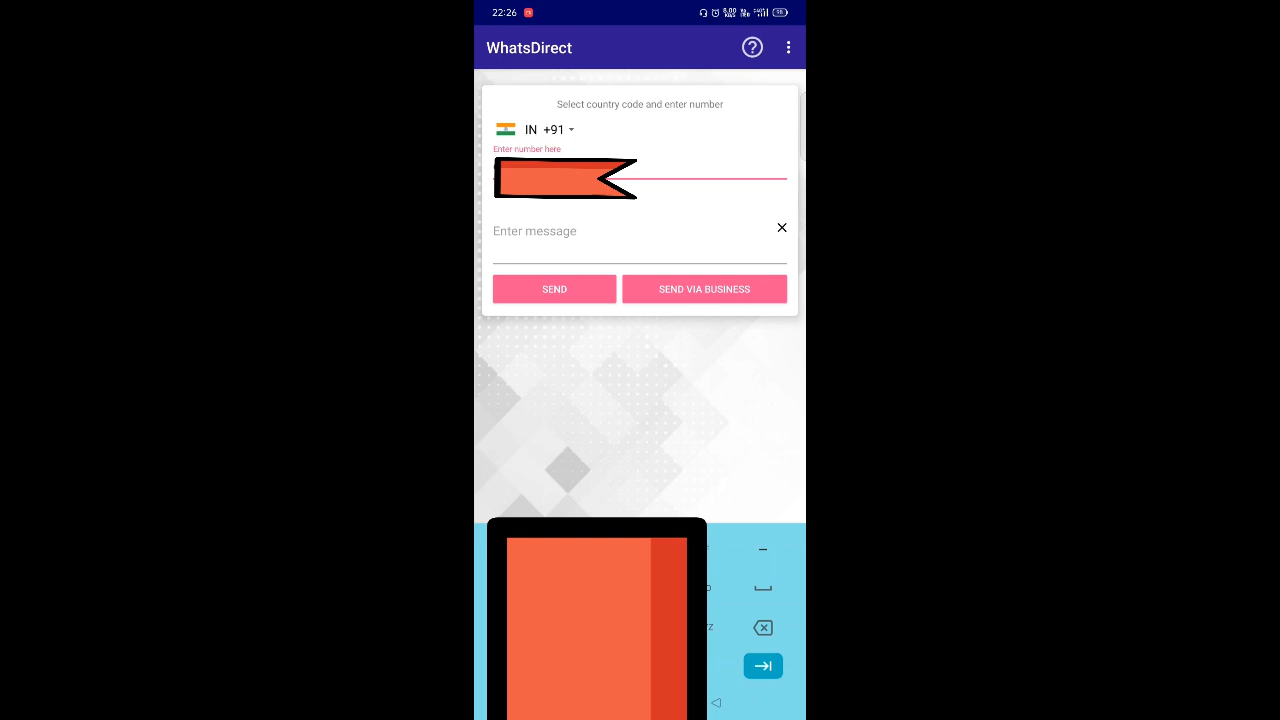 22:26
WhatsDirect
Select country code and enter number
IN +91
Enter number here
Enter message
SEND
SEND VIA BUSINESS